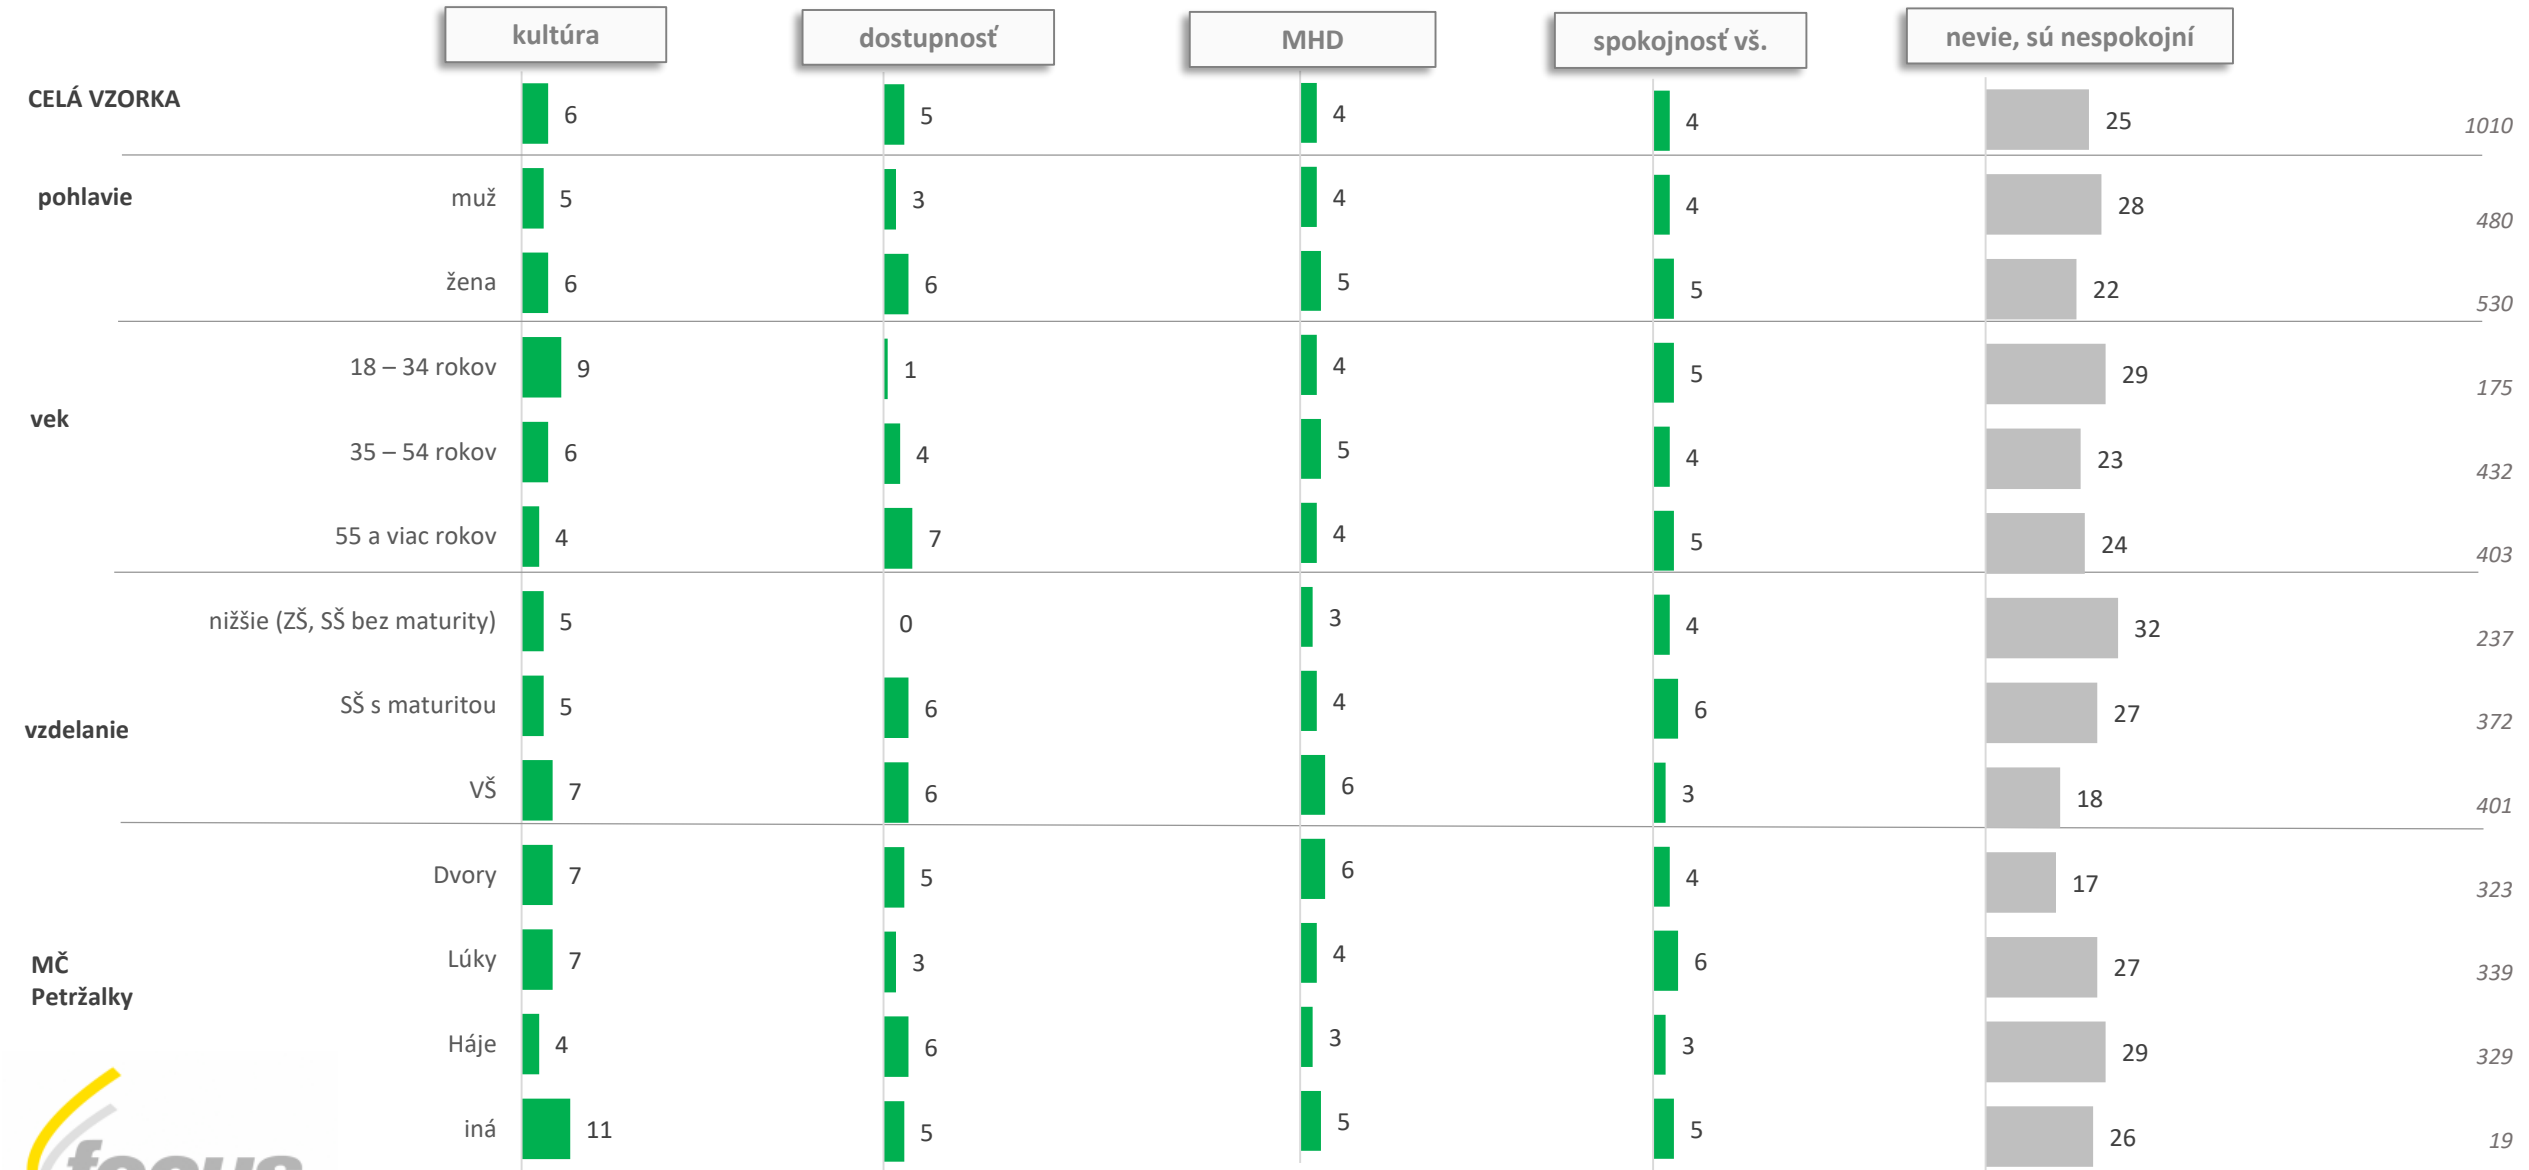 kultúra dostupnosť MHD spokojnosť vš. nevie, sú nespokojní
CELÁ VZORKA 6 5 4 4 25 1010
pohlavie muž 5 3 4 4 28 480
žena 6 6 5 5 22 530
18 – 34 rokov 9 1 4 5 29 175
vek
35 – 54 rokov 6 4 5 4 23 432
55 a viac rokov 4 7 4 5 24 403
nižšie (ZŠ, SŠ bez maturity) 5 0 3 4 32 237
SŠ s maturitou 5 6 4 6 27 372
vzdelanie
VŠ 7 6 6 3 18 401
Dvory 7 5 6 4 17 323
Lúky 7 3 4 6 27 339
MČ
Petržalky
Háje 4 6 3 3 29 329
iná 11 5 5 5 26 19
focus